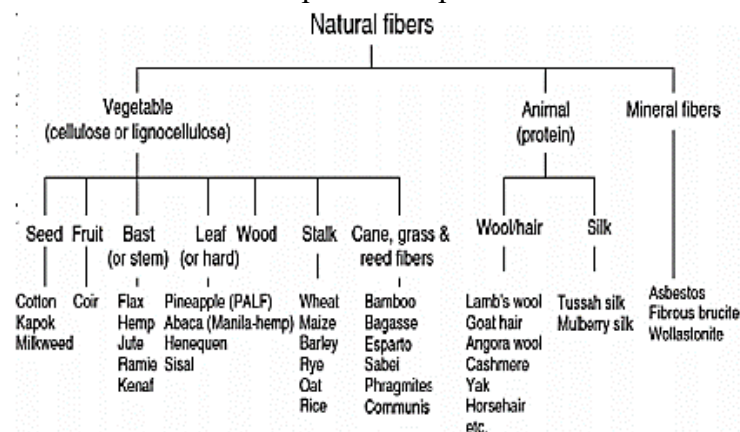 Natural fibers
Vegetable
(cellulose or lignocellulose)
Animal
(protein)
Mineral fibers
Seed
Fruit
Bast
(or stem)
Leaf
(or hard)
Wood
Stalk
Cane, grass &
reed fibers
Wool/hair
Silk
Cotton
Kapok
Milkweed
Coir
Flax
Hemp
Jute
Ramie
Kenaf
Pineapple (PALF)
Abaca (Manila-hemp)
Henequen
Sisal
Wheat
Maize
Barley
Rye
Oat
Rice
Bamboo
Bagasse
Esparto
Sabei
Phragmites
Communis
Lamb's wool
Goat hair
Angora wool
Cashmere
Yak
Horsehair
etc.
Tussah silk
Mulberry silk
Asbestos
Fibrous brucite
Wollastonite